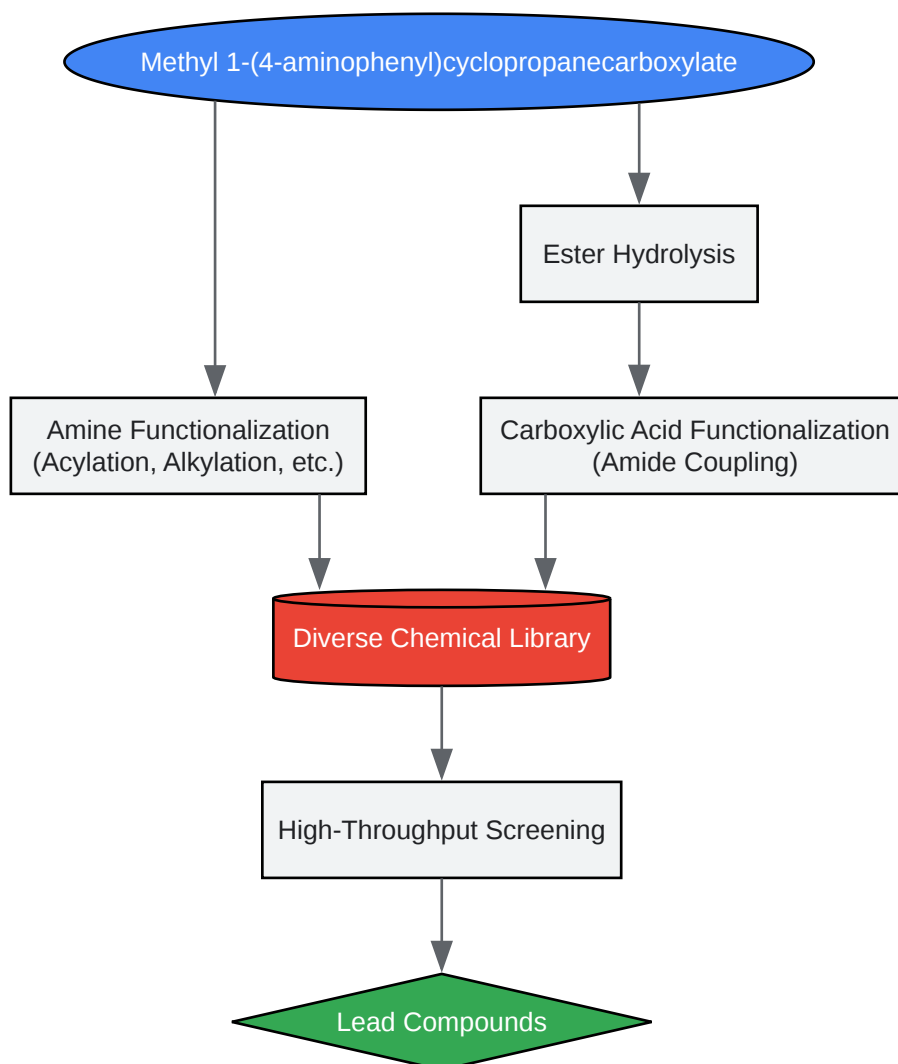 Methyl 1-(4-aminophenyl)cyclopropanecarboxylate
Ester Hydrolysis
Amine Functionalization
(Acylation, Alkylation, etc.)
Carboxylic Acid Functionalization
(Amide Coupling)
Diverse Chemical Library
High-Throughput Screening
Lead Compounds